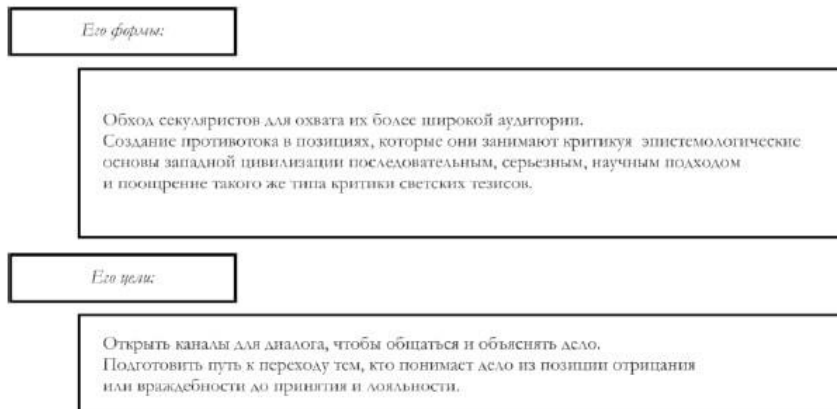 Его формы:
Обход секуляристов для охвата их более широкой аудитории.
Создание противотока в позициях, которые они занимают критикуя эпистемологические
основы западной цивилизации последовательным, серьезным, научным подходом
и поощрение такого же типа критики светских тезисов.
Его цели:
Открыть каналы для диалога, чтобы общаться и объяснять дело.
Подготовить путь к переходу тем, кто понимает дело из позиции отрицания
или враждебности до принятия и лояльности.